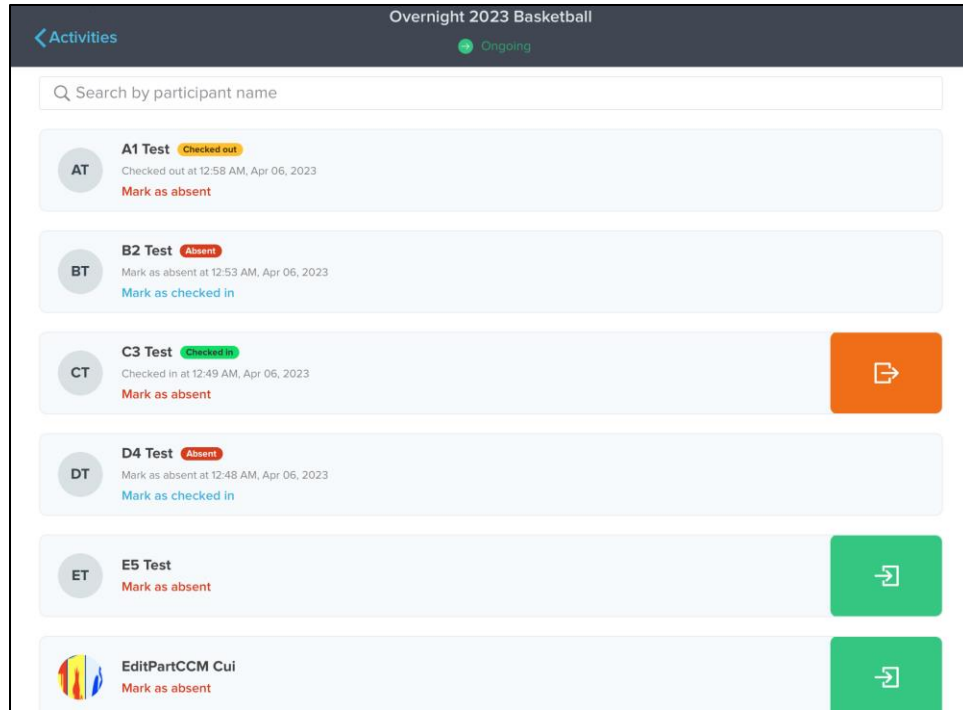 Overnight 2023 Basketball
Activities
Ongoing
Search by participant name
AT
A1 Test Checked out
Checked out at 12:58 AM, Apr 06, 2023
Mark as absent
BT
B2 Test Absent
Mark as absent at 12:53 AM, Apr 06, 2023
Mark as checked in
CT
C3 Test Checked in
Checked in at 12:49 AM, Apr 06, 2023
Mark as absent
DT
D4 Test Absent
Mark as absent at 12:48 AM, Apr 06, 2023
Mark as checked in
ET
E5 Test
Mark as absent
EditPartCCM Cui
Mark as absent